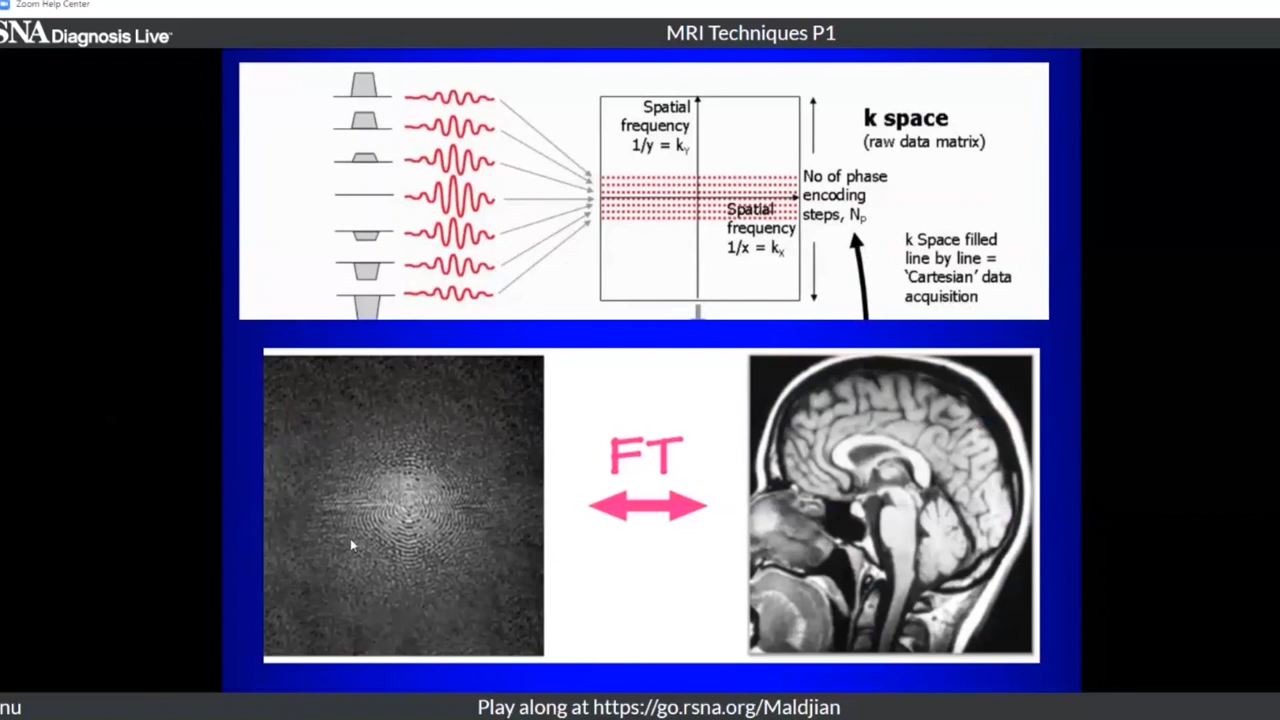 Zoom Help Center
SNA Diagnosis Live™
MRI Techniques P1
Spatial
frequency
1/y = kY
k space
(raw data matrix)
No of phase
encoding
steps, NP
Spatial
frequency
1/x = kX
k Space filled
line by line =
‘Cartesian’ data
acquisition
FT
nu
Play along at https://go.rsna.org/Maldjian